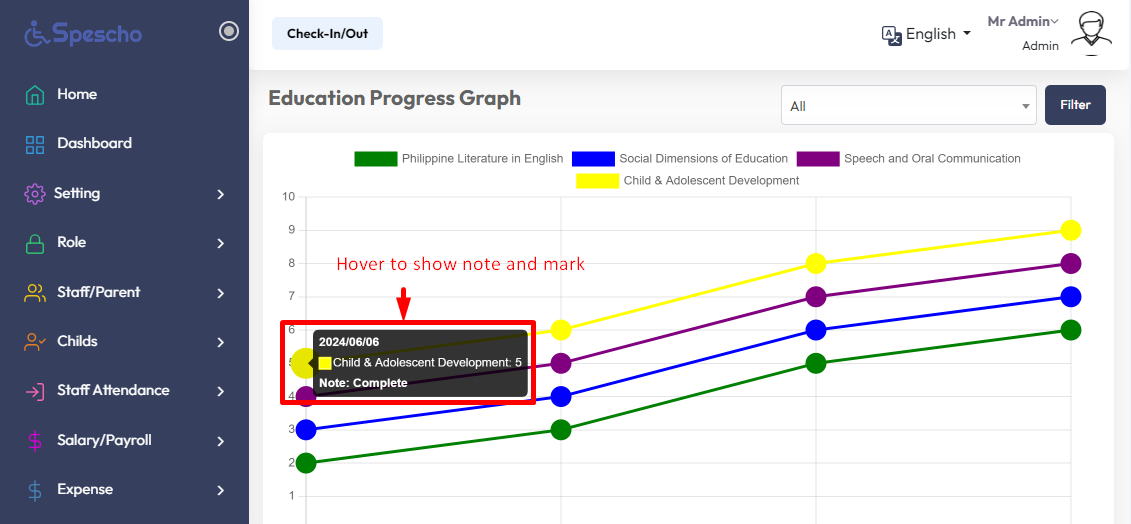 Spescho
Check-In/Out
English
Mr Admin
Admin
Home
Dashboard
Setting
Role
Staff/Parent
Childs
Staff Attendance
Salary/Payroll
Expense
Education Progress Graph
All
Filter
Philippine Literature in English
Social Dimensions of Education
Speech and Oral Communication
Child & Adolescent Development
10
9
8
7
6
5
4
3
2
1
Hover to show note and mark
2024/06/06
Child & Adolescent Development: 5
Note: Complete